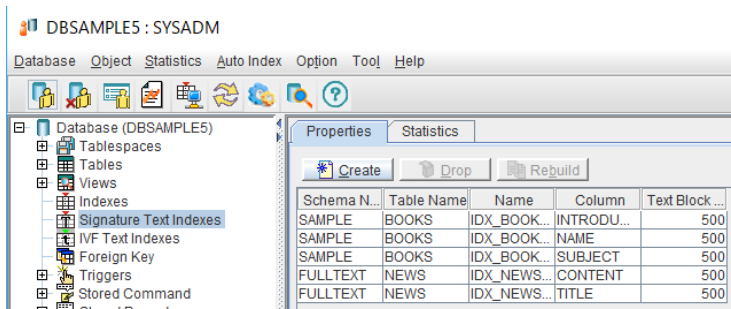 DBSAMPLE5 : SYSADM
Database Object Statistics Auto Index Option Tool Help
Database (DBSAMPLE5)
Tablespaces
Tables
Views
Indexes
Signature Text Indexes
IVF Text Indexes
Foreign Key
Triggers
Stored Command
Properties Statistics
Create Drop Rebuild
Schema N... Table Name Name Column Text Block ...
SAMPLE BOOKS IDX_BOOK... INTRODU... 500
SAMPLE BOOKS IDX_BOOK... NAME 500
SAMPLE BOOKS IDX_BOOK... SUBJECT 500
FULLTEXT NEWS IDX_NEWS... CONTENT 500
FULLTEXT NEWS IDX_NEWS... TITLE 500